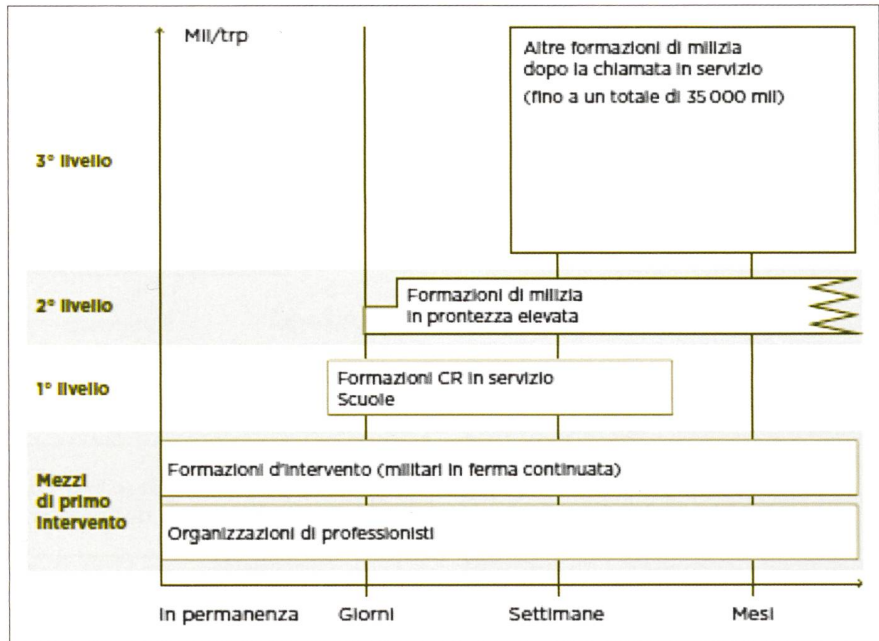 Mil/trp
Altre formazioni di milizia
dopo la chiamata in servizio
(fino a un totale di 35 000 mil)
3° livello
2° livello
Formazioni di milizia
in prontezza elevata
1° livello
Formazioni CR in servizio
Scuole
Mezzi
di primo
intervento
Formazioni d'intervento (militari in ferma continuata)
Organizzazioni di professionisti
In permanenza
Giorni
Settimane
Mesi